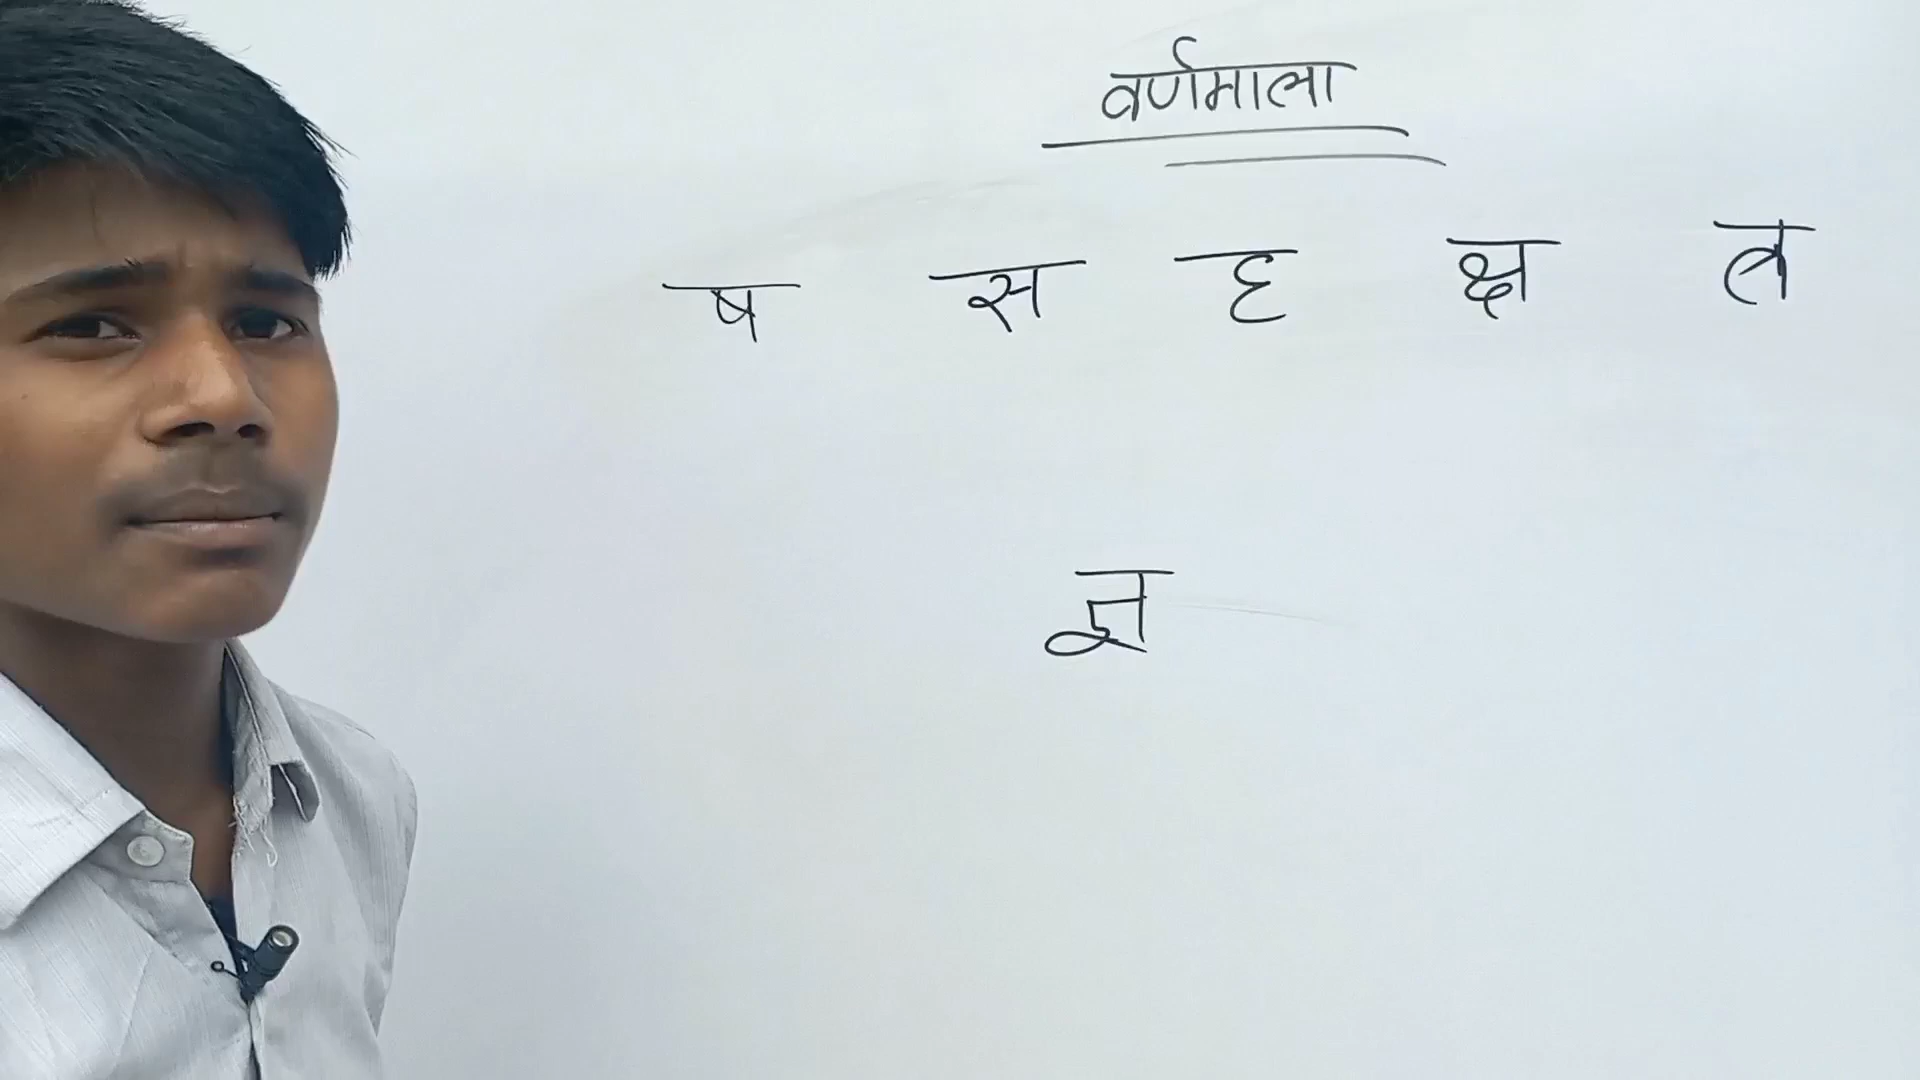 वर्णमाला
ष स ह क्ष त्र
ज्ञ